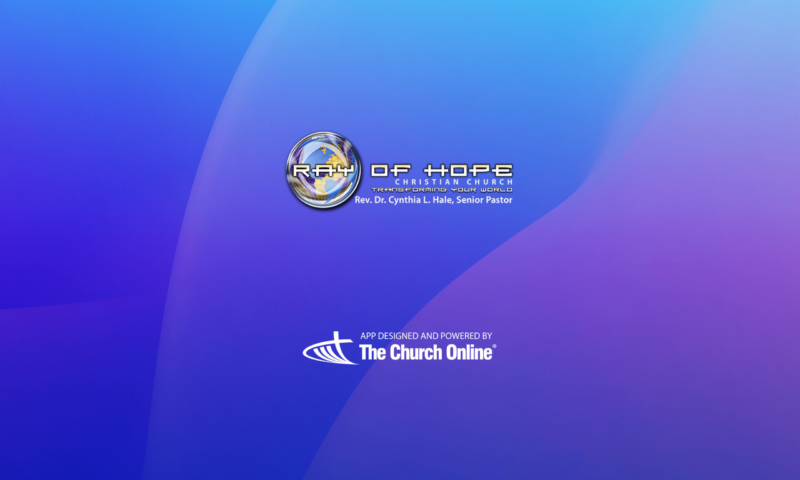 RAY OF HOPE
CHRISTIAN CHURCH
TRANSFORMING YOUR WORLD
Rev. Dr. Cynthia L. Hale, Senior Pastor
APP DESIGNED AND POWERED BY
The Church Online®